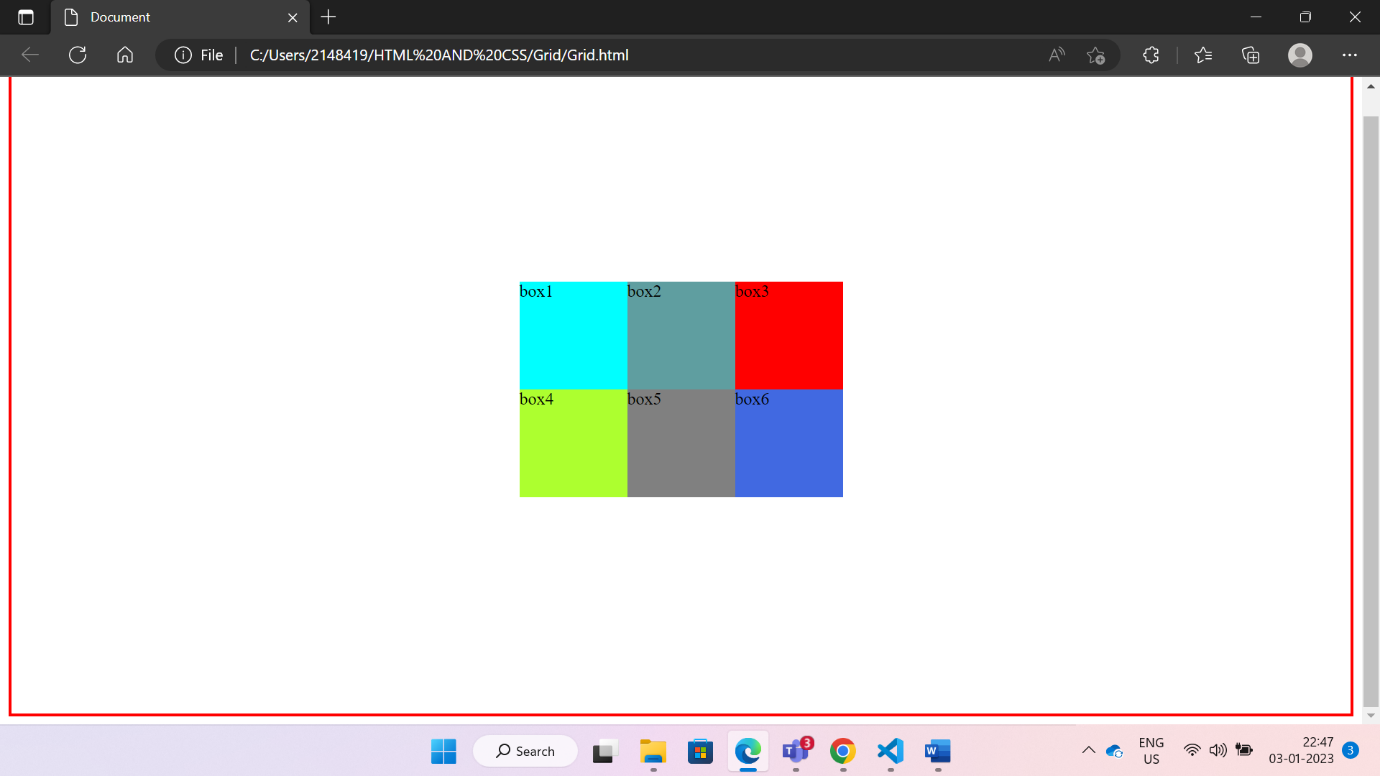 Document
File
C:/Users/2148419/HTML%20AND%20CSS/Grid/Grid.html
box1 box2 box3
box4 box5 box6
Search
3
ENG
US
22:47
03-01-2023
3